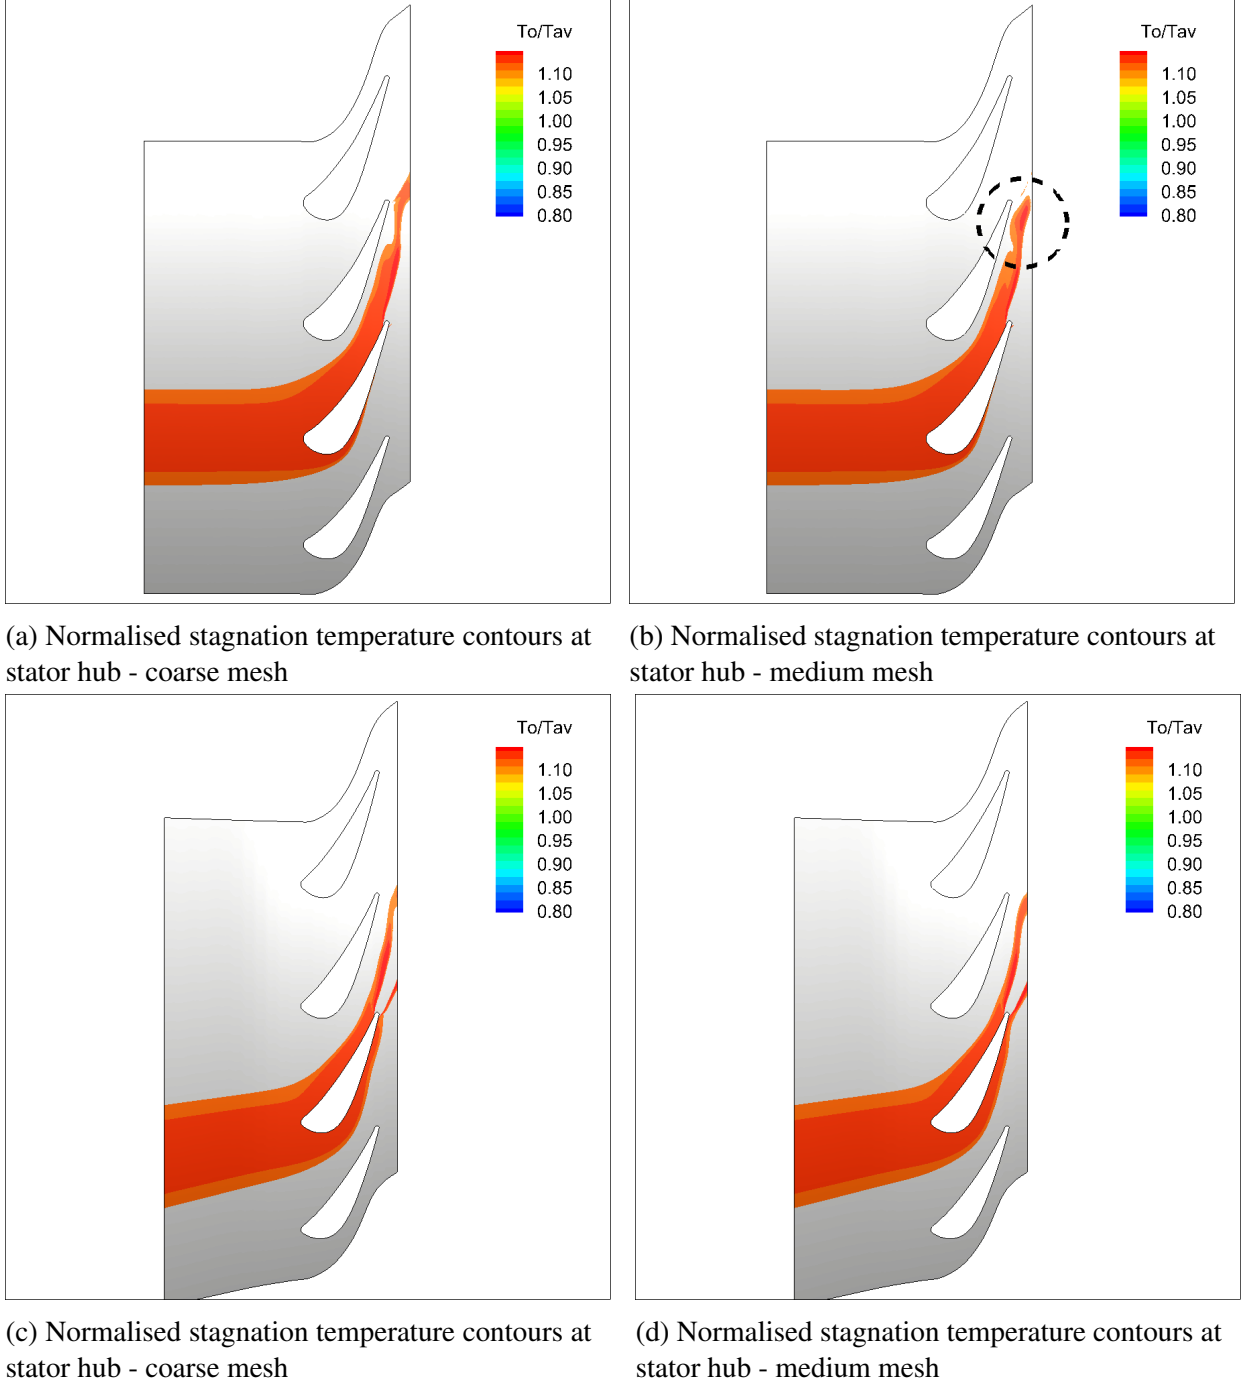 To/Tav
1.10
1.05
1.00
0.95
0.90
0.85
0.80
To/Tav
1.10
1.05
1.00
0.95
0.90
0.85
0.80
(a) Normalised stagnation temperature contours at
stator hub - coarse mesh
(b) Normalised stagnation temperature contours at
stator hub - medium mesh
To/Tav
1.10
1.05
1.00
0.95
0.90
0.85
0.80
To/Tav
1.10
1.05
1.00
0.95
0.90
0.85
0.80
(c) Normalised stagnation temperature contours at
stator hub - coarse mesh
(d) Normalised stagnation temperature contours at
stator hub - medium mesh